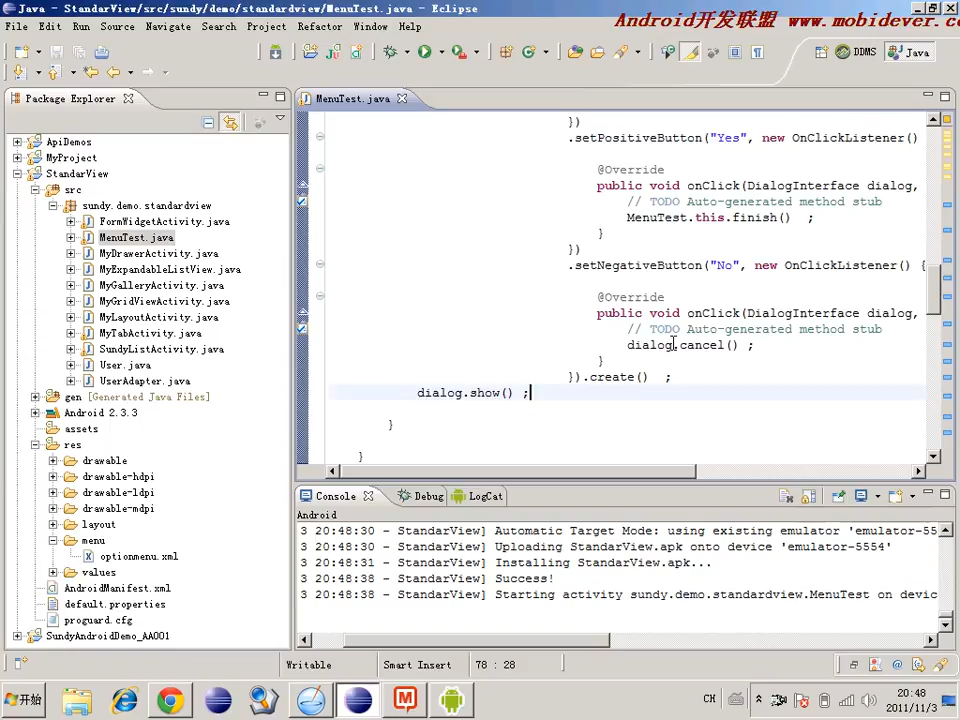 Java - StandarView/src/sundy/demo/standardview/MenuTest.java - Eclipse
Android开发联盟 www.mobidever.com
File Edit Run Source Navigate Search Project Refactor Window Help
DDMS Java
Package Explorer
MenuTest.java
ApiDemos
MyProject
StandarView
src
sundy.demo.standardview
FormWidgetActivity.java
MenuTest.java
MyDrawerActivity.java
MyExpandableListView.java
MyGalleryActivity.java
MyGridViewActivity.java
MyLayoutActivity.java
MyTabActivity.java
SundyListActivity.java
User.java
UserAdapter.java
gen [Generated Java Files]
Android 2.3.3
assets
res
drawable
drawable-hdpi
drawable-ldpi
drawable-mdpi
layout
menu
optionmenu.xml
values
AndroidManifest.xml
default.properties
proguard.cfg
SundyAndroidDemo_AA001
})
.setPositiveButton("Yes", new OnClickListener()
@Override
public void onClick(DialogInterface dialog,
// TODO Auto-generated method stub
MenuTest.this.finish() ;
}
})
.setNegativeButton("No", new OnClickListener() {
@Override
public void onClick(DialogInterface dialog,
// TODO Auto-generated method stub
dialog.cancel() ;
}
}).create() ;
dialog.show() ;
}
}
Console Debug LogCat
Android
3 20:48:30 - StandarView] Automatic Target Mode: using existing emulator 'emulator-55
3 20:48:30 - StandarView] Uploading StandarView.apk onto device 'emulator-5554'
3 20:48:31 - StandarView] Installing StandarView.apk...
3 20:48:38 - StandarView] Success!
3 20:48:38 - StandarView] Starting activity sundy.demo.standardview.MenuTest on devic
Writable Smart Insert 78 : 28
开始
CH
20:48
2011/11/3